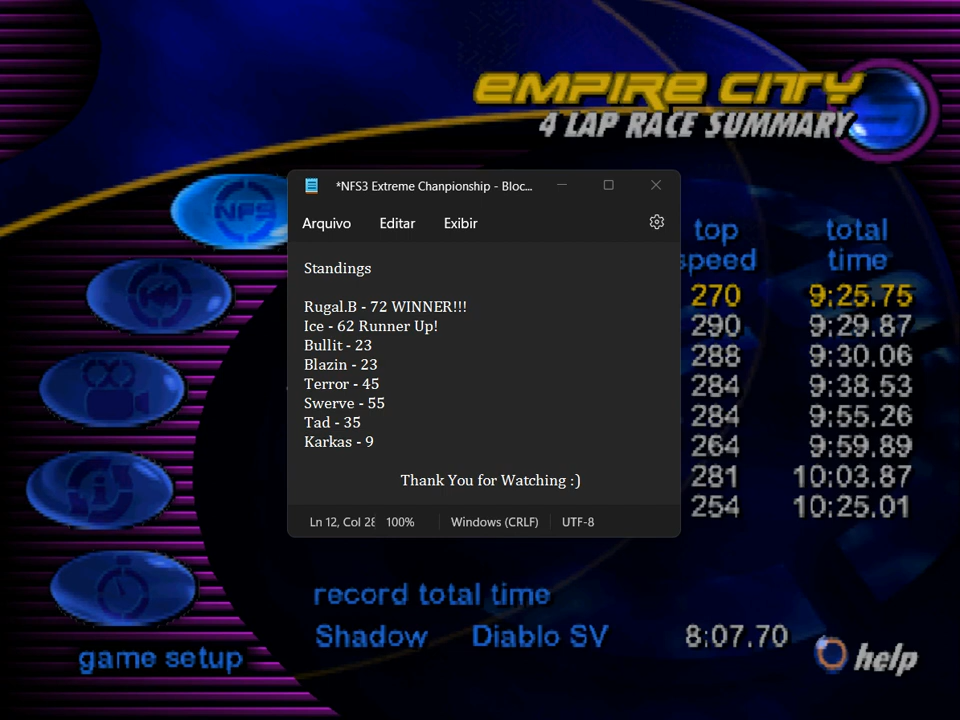 EMPIRE CITY
4 LAP RACE SUMMARY
NFS3
*NFS3 Extreme Chanpionship - Bloc...
Arquivo Editar Exibir
Standings
Rugal.B - 72 WINNER!!!
Ice - 62 Runner Up!
Bullit - 23
Blazin - 23
Terror - 45
Swerve - 55
Tad - 35
Karkas - 9
Thank You for Watching :)
Ln 12, Col 28 100% Windows (CRLF) UTF-8
top total
speed time
270 9:25.75
290 9:29.87
288 9:30.06
284 9:38.53
284 9:55.26
264 9:59.89
281 10:03.87
254 10:25.01
record total time
Shadow Diablo SV 8:07.70
game setup
help